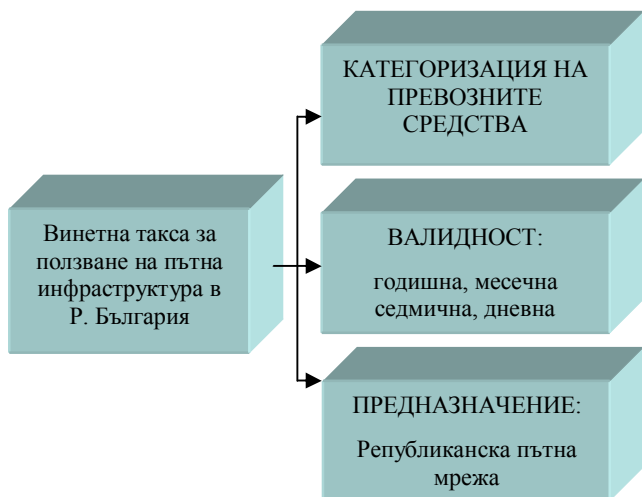 КАТЕГОРИЗАЦИЯ НА
ПРЕВОЗНИТЕ
СРЕДСТВА
Винетна такса за
ползване на пътна
инфраструктура в
Р. България
ВАЛИДНОСТ:
годишна, месечна
седмична, дневна
ПРЕДНАЗНАЧЕНИЕ:
Републиканска пътна
мрежа